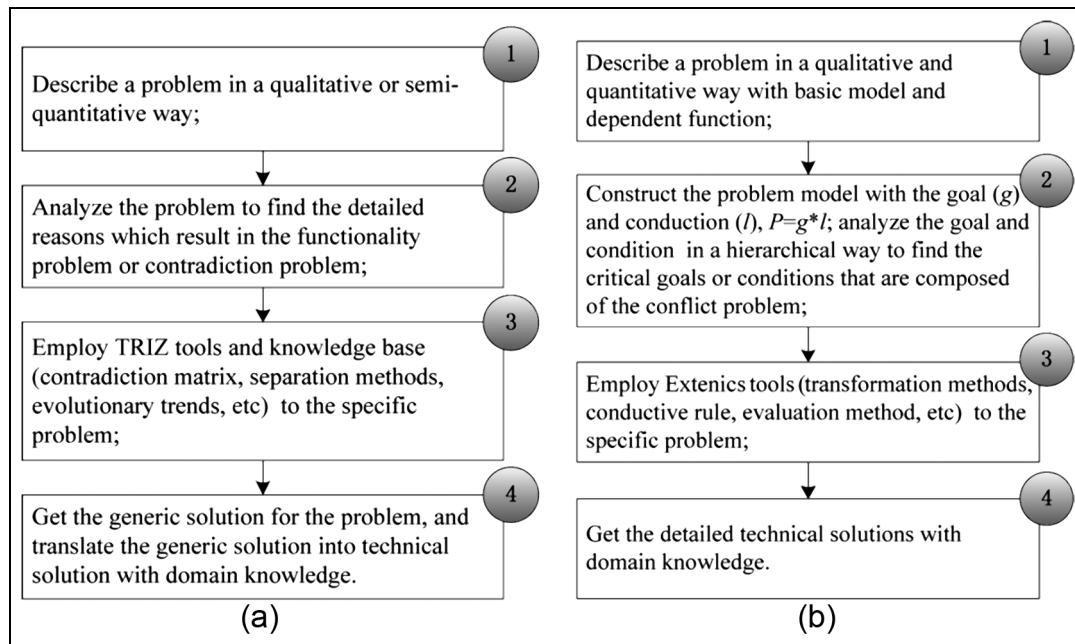 1
Describe a problem in a qualitative or semi-
quantitative way;
2
Analyze the problem to find the detailed
reasons which result in the functionality
problem or contradiction problem;
3
Employ TRIZ tools and knowledge base
(contradiction matrix, separation methods,
evolutionary trends, etc) to the specific
problem;
4
Get the generic solution for the problem, and
translate the generic solution into technical
solution with domain knowledge.
(a)
1
Describe a problem in a qualitative and
quantitative way with basic model and
dependent function;
2
Construct the problem model with the goal (g)
and conduction (l), P=g*l; analyze the goal and
condition in a hierarchical way to find the
critical goals or conditions that are composed
of the conflict problem;
3
Employ Extenics tools (transformation methods,
conductive rule, evaluation method, etc) to the
specific problem;
4
Get the detailed technical solutions with
domain knowledge.
(b)